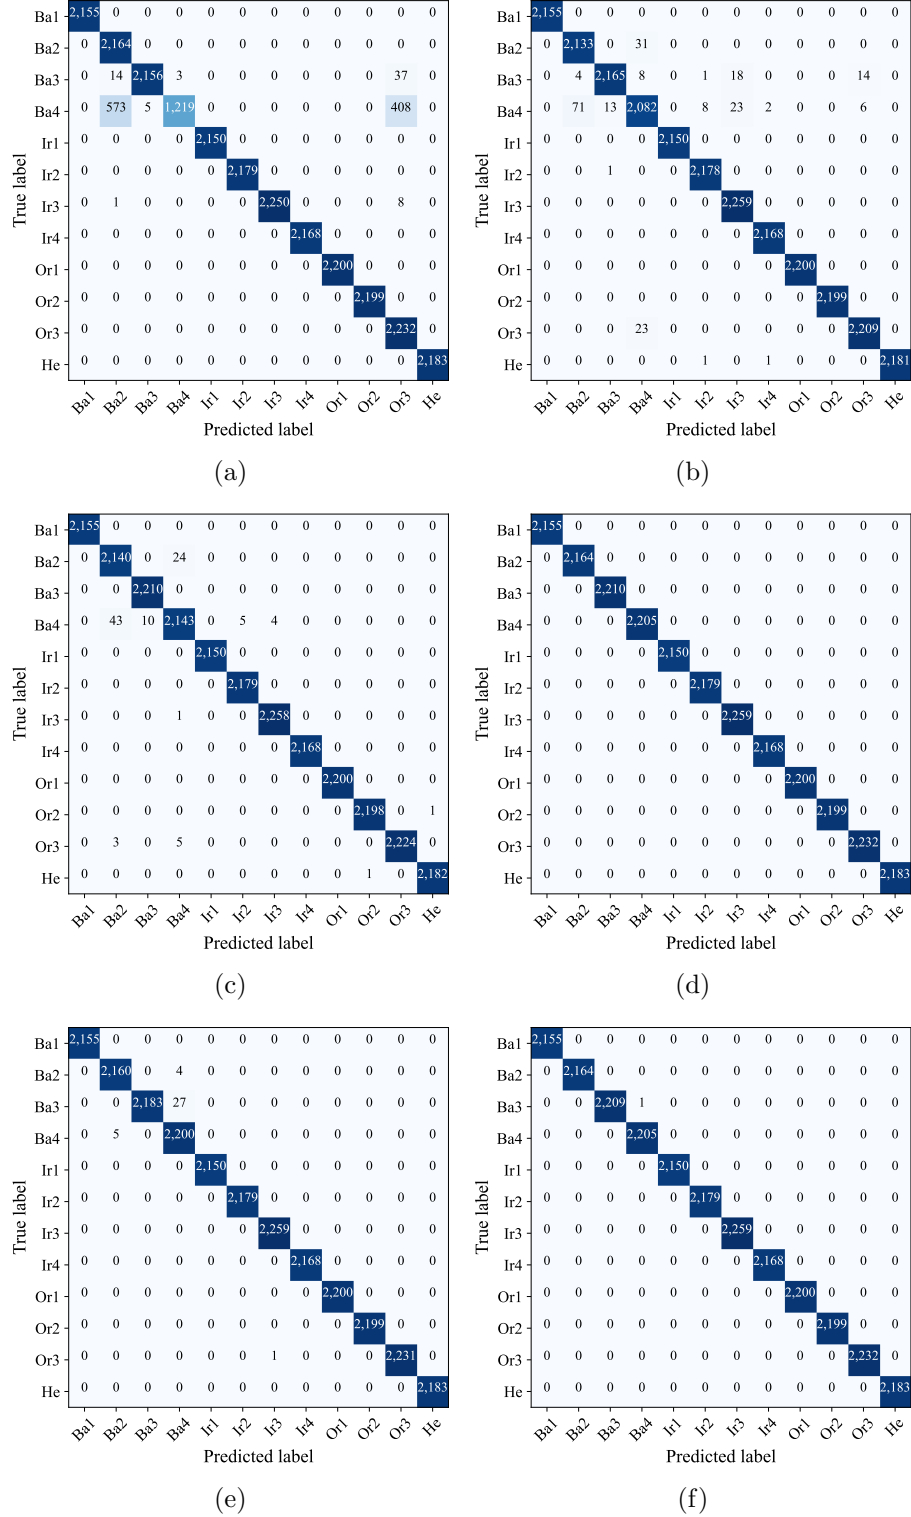 Ba1 2,155 0 0 0 0 0 0 0 0 0 0 0
Ba2 0 2,164 0 0 0 0 0 0 0 0 0 0
Ba3 0 14 2,156 3 0 0 0 0 0 0 37 0
Ba4 0 573 5 1,219 0 0 0 0 0 0 408 0
Ir1 0 0 0 0 2,150 0 0 0 0 0 0 0
Ir2 0 0 0 0 0 2,179 0 0 0 0 0 0
Ir3 0 1 0 0 0 0 2,250 0 0 0 8 0
Ir4 0 0 0 0 0 0 0 2,168 0 0 0 0
Or1 0 0 0 0 0 0 0 0 2,200 0 0 0
Or2 0 0 0 0 0 0 0 0 0 2,199 0 0
Or3 0 0 0 0 0 0 0 0 0 0 2,232 0
He 0 0 0 0 0 0 0 0 0 0 0 2,183
Ba1 Ba2 Ba3 Ba4 Ir1 Ir2 Ir3 Ir4 Or1 Or2 Or3 He
True label
Predicted label
(a)
Ba1 2,155 0 0 0 0 0 0 0 0 0 0 0
Ba2 0 2,133 0 31 0 0 0 0 0 0 0 0
Ba3 0 4 2,165 8 0 1 18 0 0 0 14 0
Ba4 0 71 13 2,082 0 8 23 2 0 0 6 0
Ir1 0 0 0 0 2,150 0 0 0 0 0 0 0
Ir2 0 0 1 0 0 2,178 0 0 0 0 0 0
Ir3 0 0 0 0 0 0 2,259 0 0 0 0 0
Ir4 0 0 0 0 0 0 0 2,168 0 0 0 0
Or1 0 0 0 0 0 0 0 0 2,200 0 0 0
Or2 0 0 0 0 0 0 0 0 0 2,199 0 0
Or3 0 0 0 23 0 0 0 0 0 0 2,209 0
He 0 0 0 0 0 1 0 1 0 0 0 2,181
Ba1 Ba2 Ba3 Ba4 Ir1 Ir2 Ir3 Ir4 Or1 Or2 Or3 He
True label
Predicted label
(b)
Ba1 2,155 0 0 0 0 0 0 0 0 0 0 0
Ba2 0 2,140 0 24 0 0 0 0 0 0 0 0
Ba3 0 0 2,210 0 0 0 0 0 0 0 0 0
Ba4 0 43 10 2,143 0 5 4 0 0 0 0 0
Ir1 0 0 0 0 2,150 0 0 0 0 0 0 0
Ir2 0 0 0 0 0 2,179 0 0 0 0 0 0
Ir3 0 0 0 1 0 0 2,258 0 0 0 0 0
Ir4 0 0 0 0 0 0 0 2,168 0 0 0 0
Or1 0 0 0 0 0 0 0 0 2,200 0 0 0
Or2 0 0 0 0 0 0 0 0 0 2,198 0 1
Or3 0 3 0 5 0 0 0 0 0 0 2,224 0
He 0 0 0 0 0 0 0 0 0 1 0 2,182
Ba1 Ba2 Ba3 Ba4 Ir1 Ir2 Ir3 Ir4 Or1 Or2 Or3 He
True label
Predicted label
(c)
Ba1 2,155 0 0 0 0 0 0 0 0 0 0 0
Ba2 0 2,164 0 0 0 0 0 0 0 0 0 0
Ba3 0 0 2,210 0 0 0 0 0 0 0 0 0
Ba4 0 0 0 2,205 0 0 0 0 0 0 0 0
Ir1 0 0 0 0 2,150 0 0 0 0 0 0 0
Ir2 0 0 0 0 0 2,179 0 0 0 0 0 0
Ir3 0 0 0 0 0 0 2,259 0 0 0 0 0
Ir4 0 0 0 0 0 0 0 2,168 0 0 0 0
Or1 0 0 0 0 0 0 0 0 2,200 0 0 0
Or2 0 0 0 0 0 0 0 0 0 2,199 0 0
Or3 0 0 0 0 0 0 0 0 0 0 2,232 0
He 0 0 0 0 0 0 0 0 0 0 0 2,183
Ba1 Ba2 Ba3 Ba4 Ir1 Ir2 Ir3 Ir4 Or1 Or2 Or3 He
True label
Predicted label
(d)
Ba1 2,155 0 0 0 0 0 0 0 0 0 0 0
Ba2 0 2,160 0 4 0 0 0 0 0 0 0 0
Ba3 0 0 2,183 27 0 0 0 0 0 0 0 0
Ba4 0 5 0 2,200 0 0 0 0 0 0 0 0
Ir1 0 0 0 0 2,150 0 0 0 0 0 0 0
Ir2 0 0 0 0 0 2,179 0 0 0 0 0 0
Ir3 0 0 0 0 0 0 2,259 0 0 0 0 0
Ir4 0 0 0 0 0 0 0 2,168 0 0 0 0
Or1 0 0 0 0 0 0 0 0 2,200 0 0 0
Or2 0 0 0 0 0 0 0 0 0 2,199 0 0
Or3 0 0 0 0 0 0 1 0 0 0 2,231 0
He 0 0 0 0 0 0 0 0 0 0 0 2,183
Ba1 Ba2 Ba3 Ba4 Ir1 Ir2 Ir3 Ir4 Or1 Or2 Or3 He
True label
Predicted label
(e)
Ba1 2,155 0 0 0 0 0 0 0 0 0 0 0
Ba2 0 2,164 0 0 0 0 0 0 0 0 0 0
Ba3 0 0 2,209 1 0 0 0 0 0 0 0 0
Ba4 0 0 0 2,205 0 0 0 0 0 0 0 0
Ir1 0 0 0 0 2,150 0 0 0 0 0 0 0
Ir2 0 0 0 0 0 2,179 0 0 0 0 0 0
Ir3 0 0 0 0 0 0 2,259 0 0 0 0 0
Ir4 0 0 0 0 0 0 0 2,168 0 0 0 0
Or1 0 0 0 0 0 0 0 0 2,200 0 0 0
Or2 0 0 0 0 0 0 0 0 0 2,199 0 0
Or3 0 0 0 0 0 0 0 0 0 0 2,232 0
He 0 0 0 0 0 0 0 0 0 0 0 2,183
Ba1 Ba2 Ba3 Ba4 Ir1 Ir2 Ir3 Ir4 Or1 Or2 Or3 He
True label
Predicted label
(f)